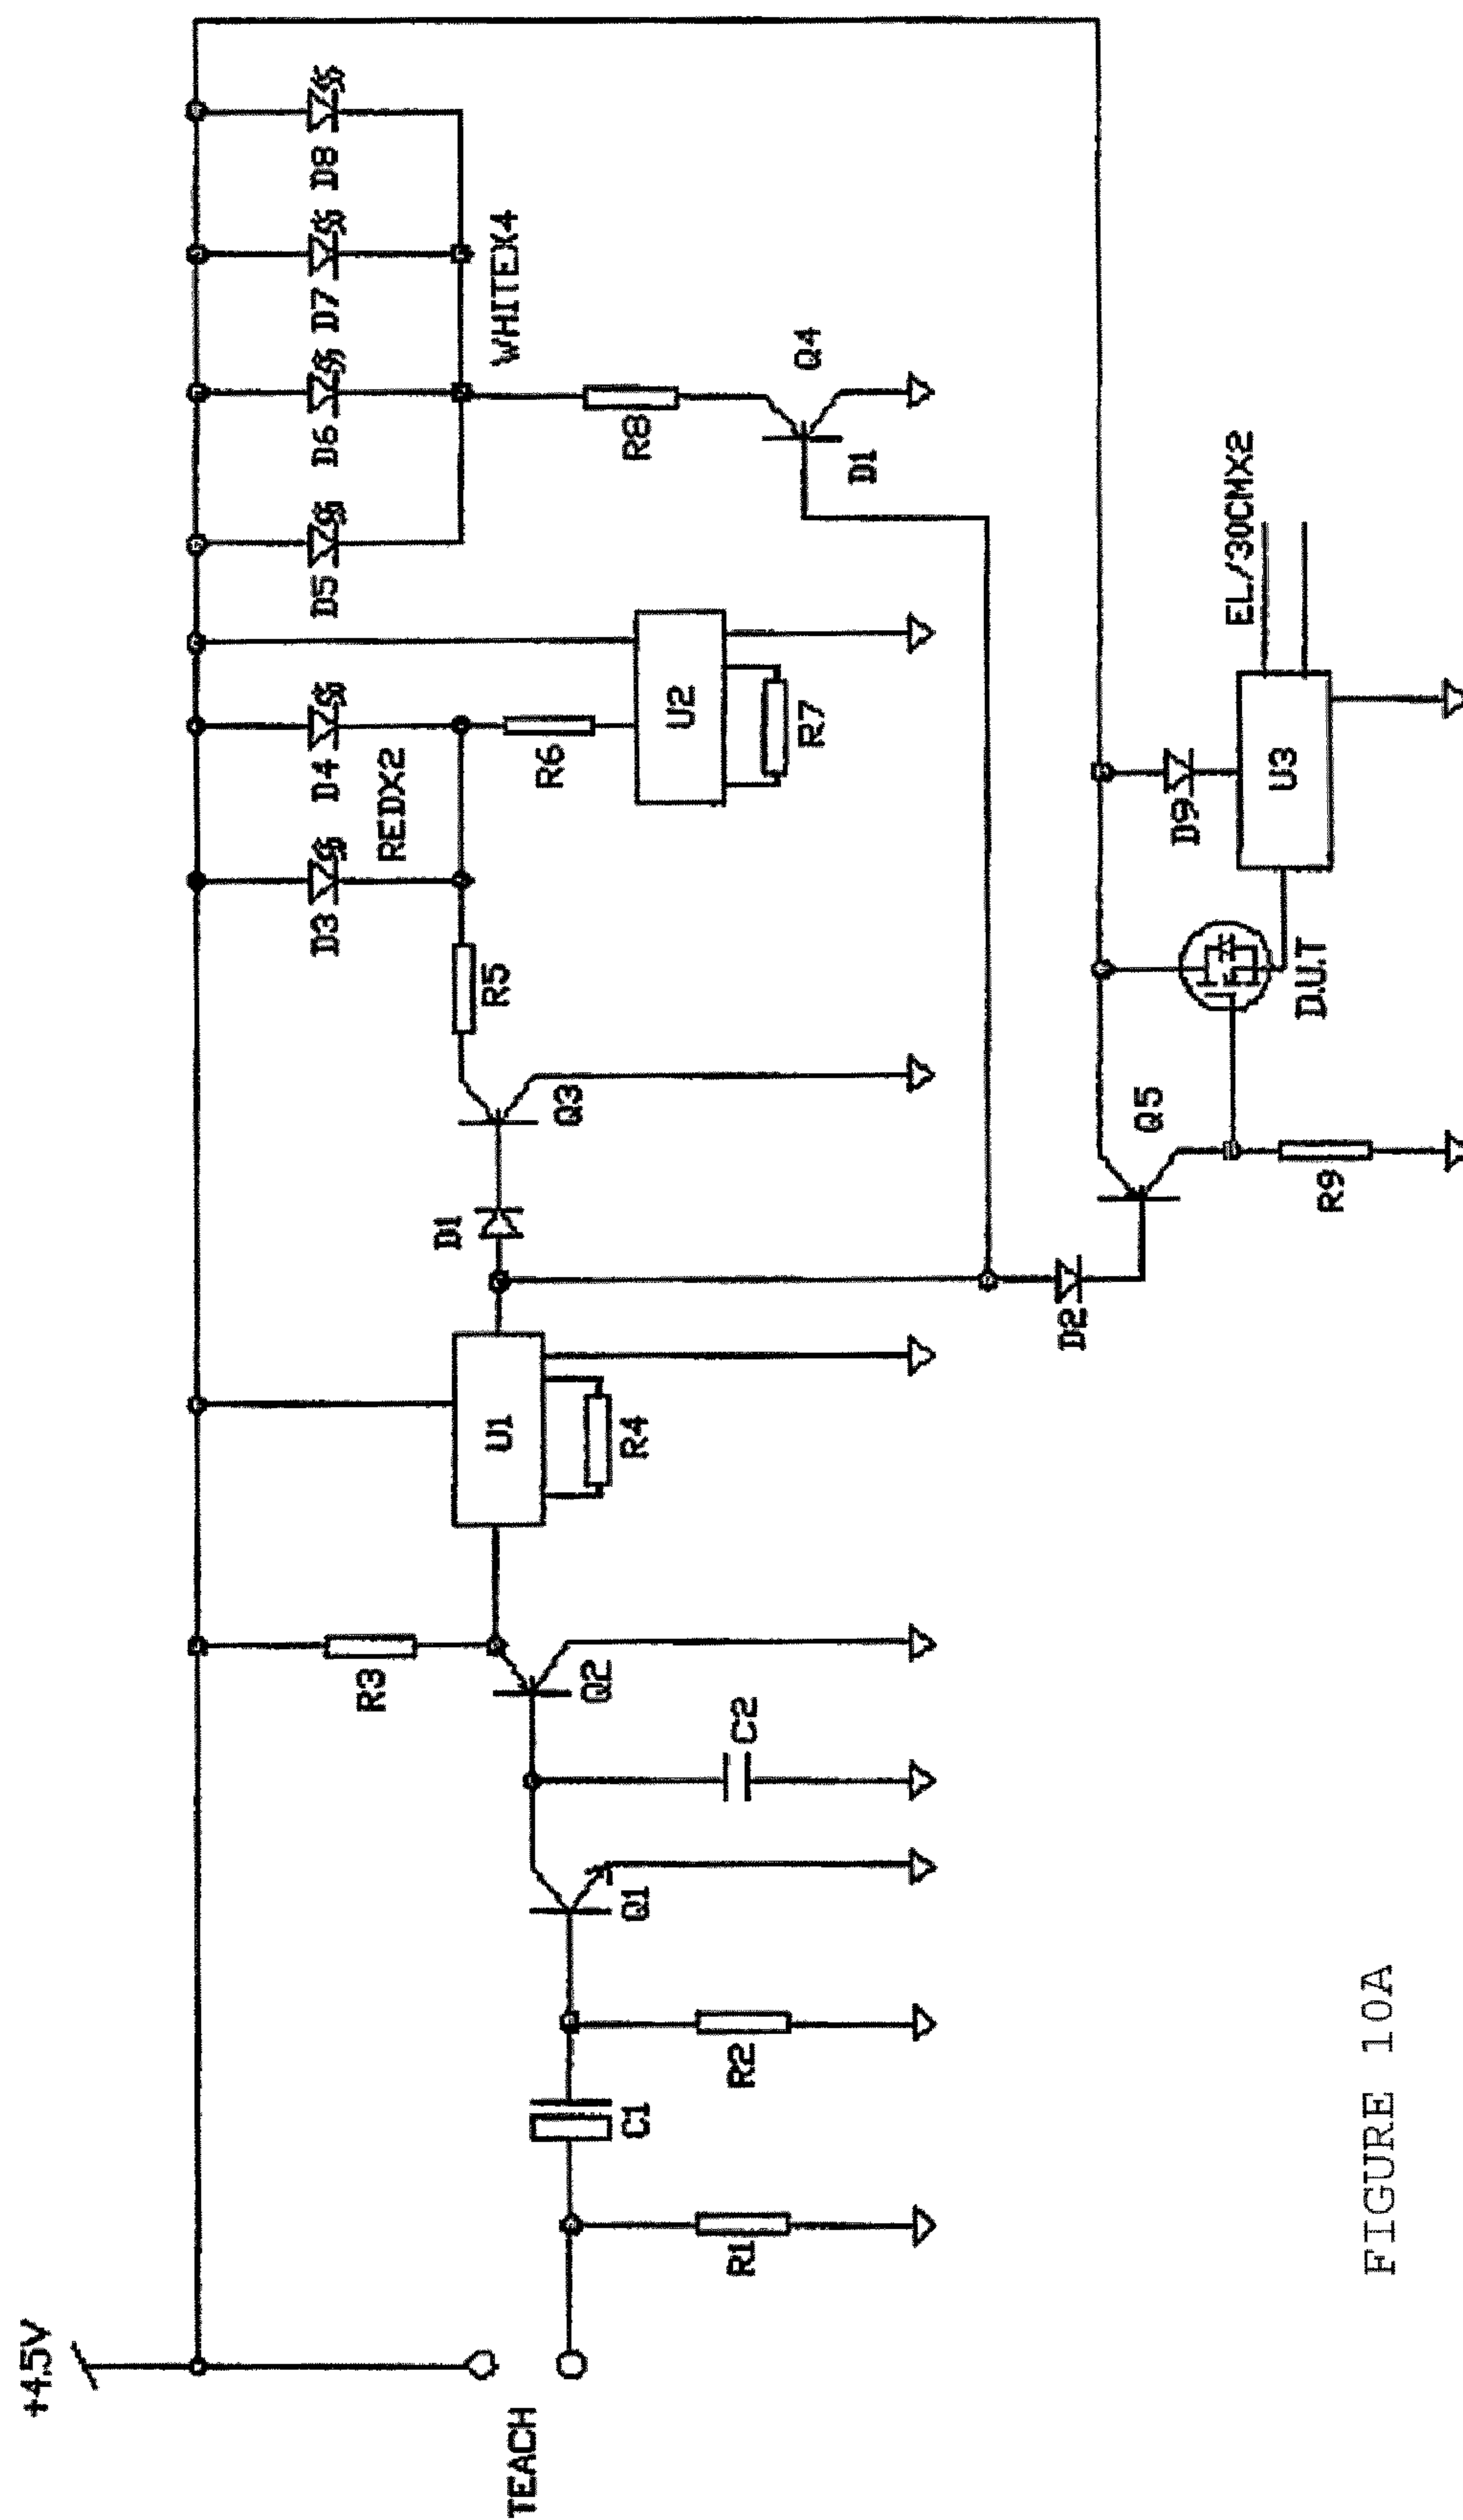 +4.5V
TEACH
R1
C1
R2
Q1
C2
Q2
R3
U1
R4
D1
Q3
R5
D3
D4
REDX2
R6
U2
R7
D5
D6
D7
D8
WHITEX4
R8
Q4
D1
D2
Q5
R9
D.U.T
D9
U3
EL/30CMX2
FIGURE 10A